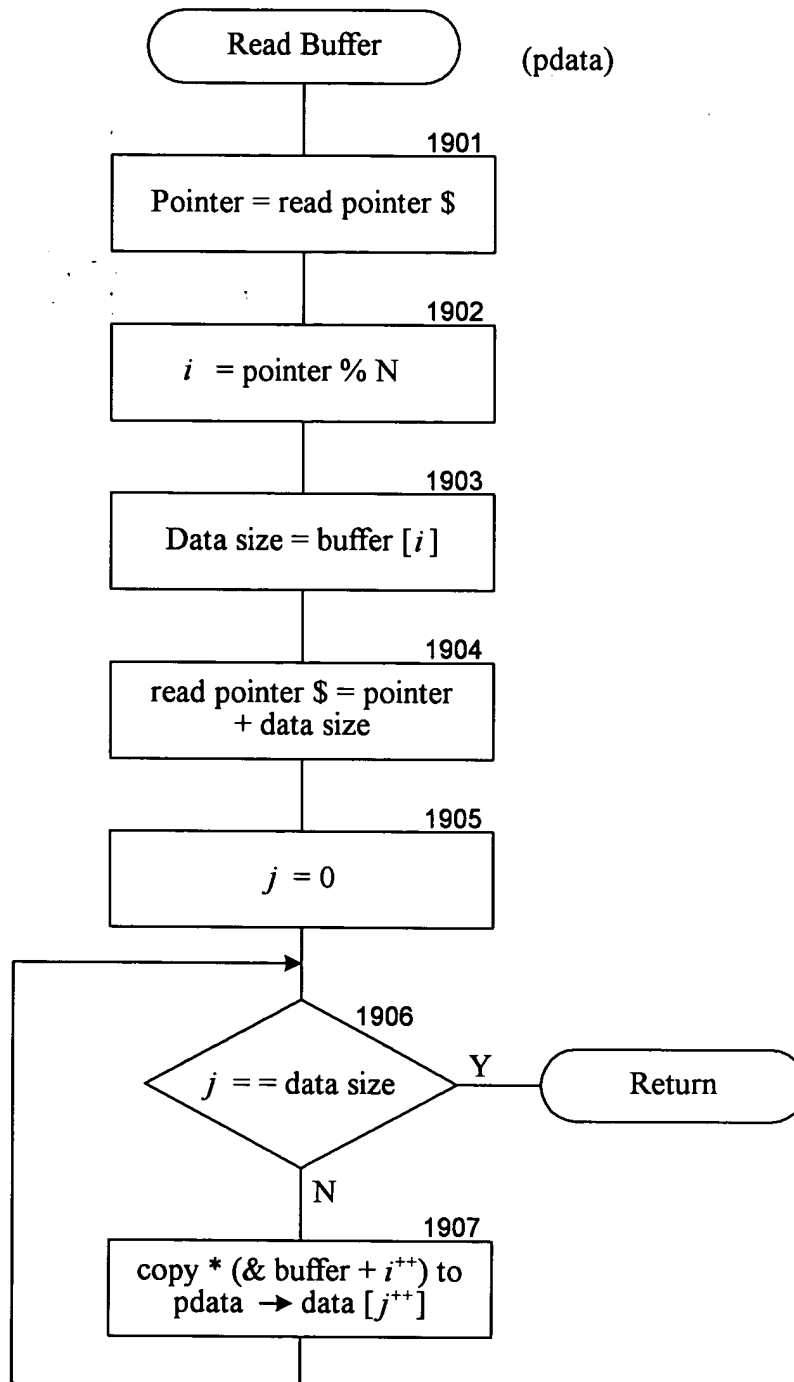 Read Buffer
(pdata)
1901
Pointer = read pointer $
1902
i = pointer % N
1903
Data size = buffer [i]
1904
read pointer $ = pointer
+ data size
1905
j = 0
1906
j = = data size
Y
Return
N
1907
copy * (& buffer + i++) to
pdata → data [j++]